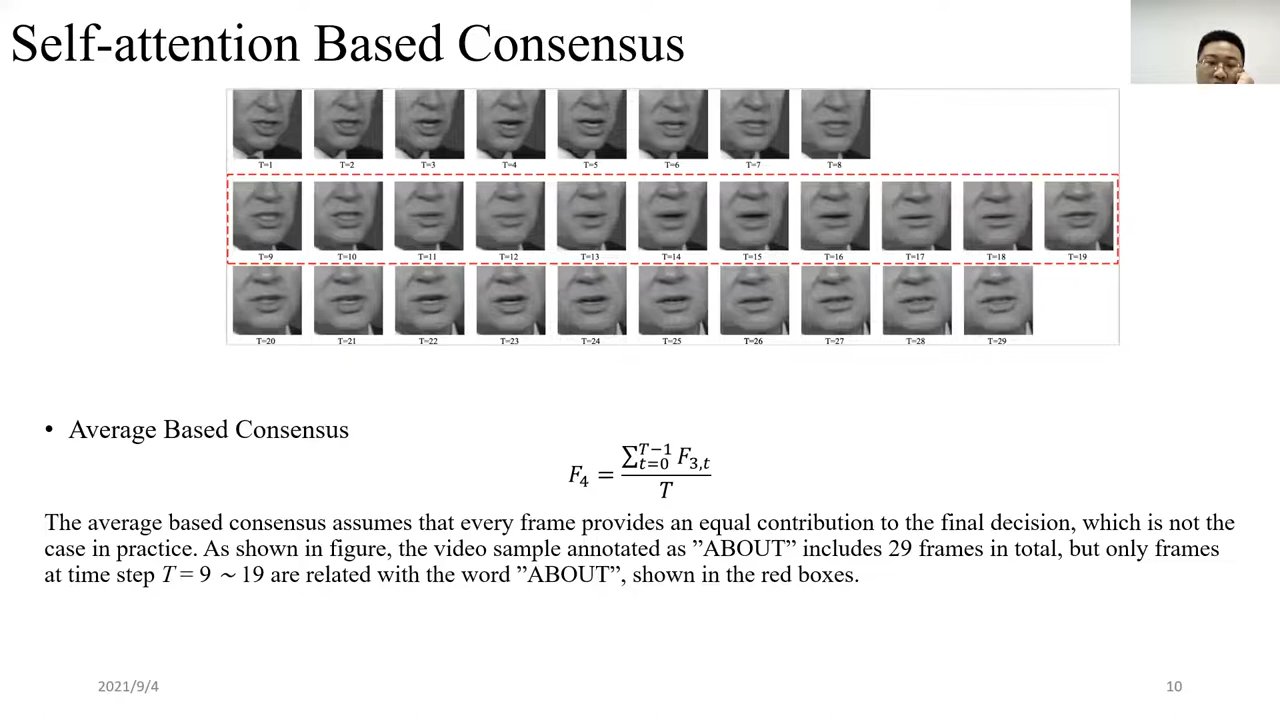 Self-attention Based Consensus
T=1 T=2 T=3 T=4 T=5 T=6 T=7 T=8
T=9 T=10 T=11 T=12 T=13 T=14 T=15 T=16 T=17 T=18 T=19
T=20 T=21 T=22 T=23 T=24 T=25 T=26 T=27 T=28 T=29
• Average Based Consensus
F₄ = ∑_{t=0}^{T−1} F_{3,t} / T
The average based consensus assumes that every frame provides an equal contribution to the final decision, which is not the
case in practice. As shown in figure, the video sample annotated as ”ABOUT” includes 29 frames in total, but only frames
at time step T = 9 ~ 19 are related with the word ”ABOUT”, shown in the red boxes.
2021/9/4
10